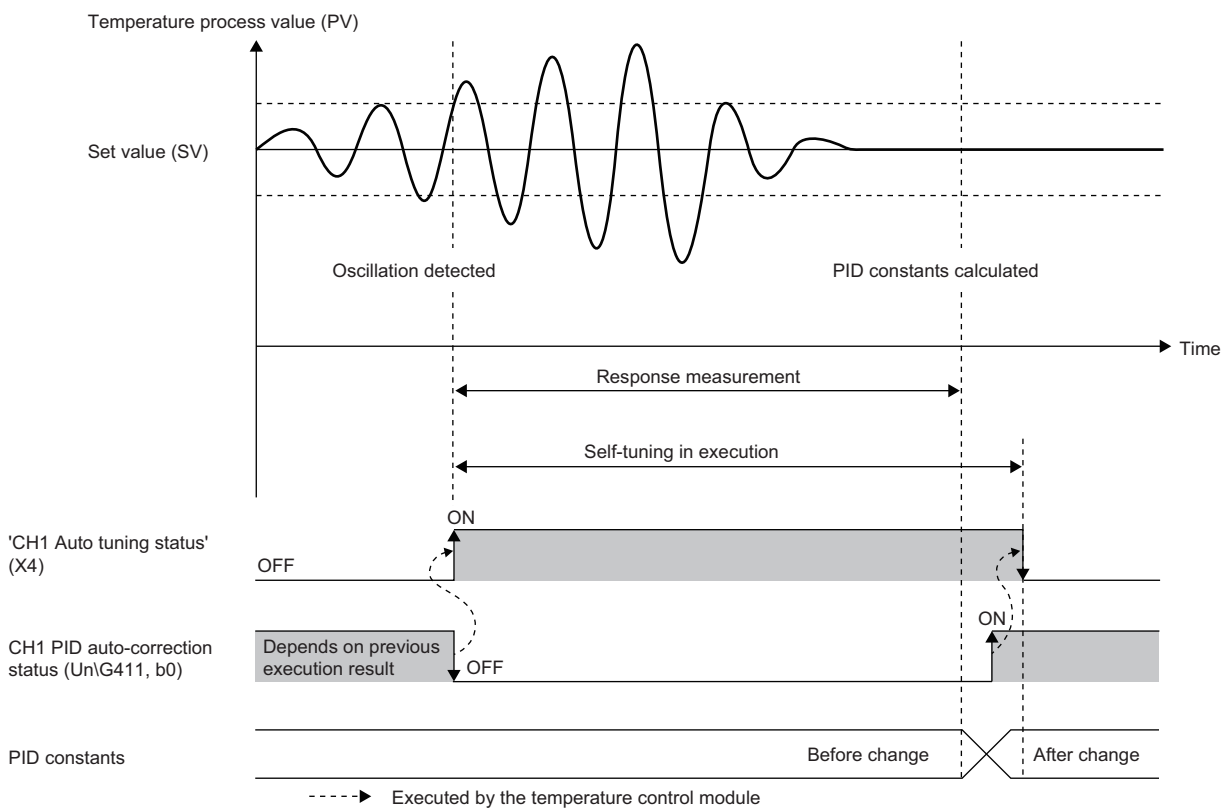 Temperature process value (PV)
Set value (SV)
Oscillation detected
PID constants calculated
Time
Response measurement
Self-tuning in execution
ON
'CH1 Auto tuning status'
(X4)
OFF
ON
CH1 PID auto-correction
status (Un\G411, b0)
Depends on previous
execution result
OFF
PID constants
Before change
After change
Executed by the temperature control module